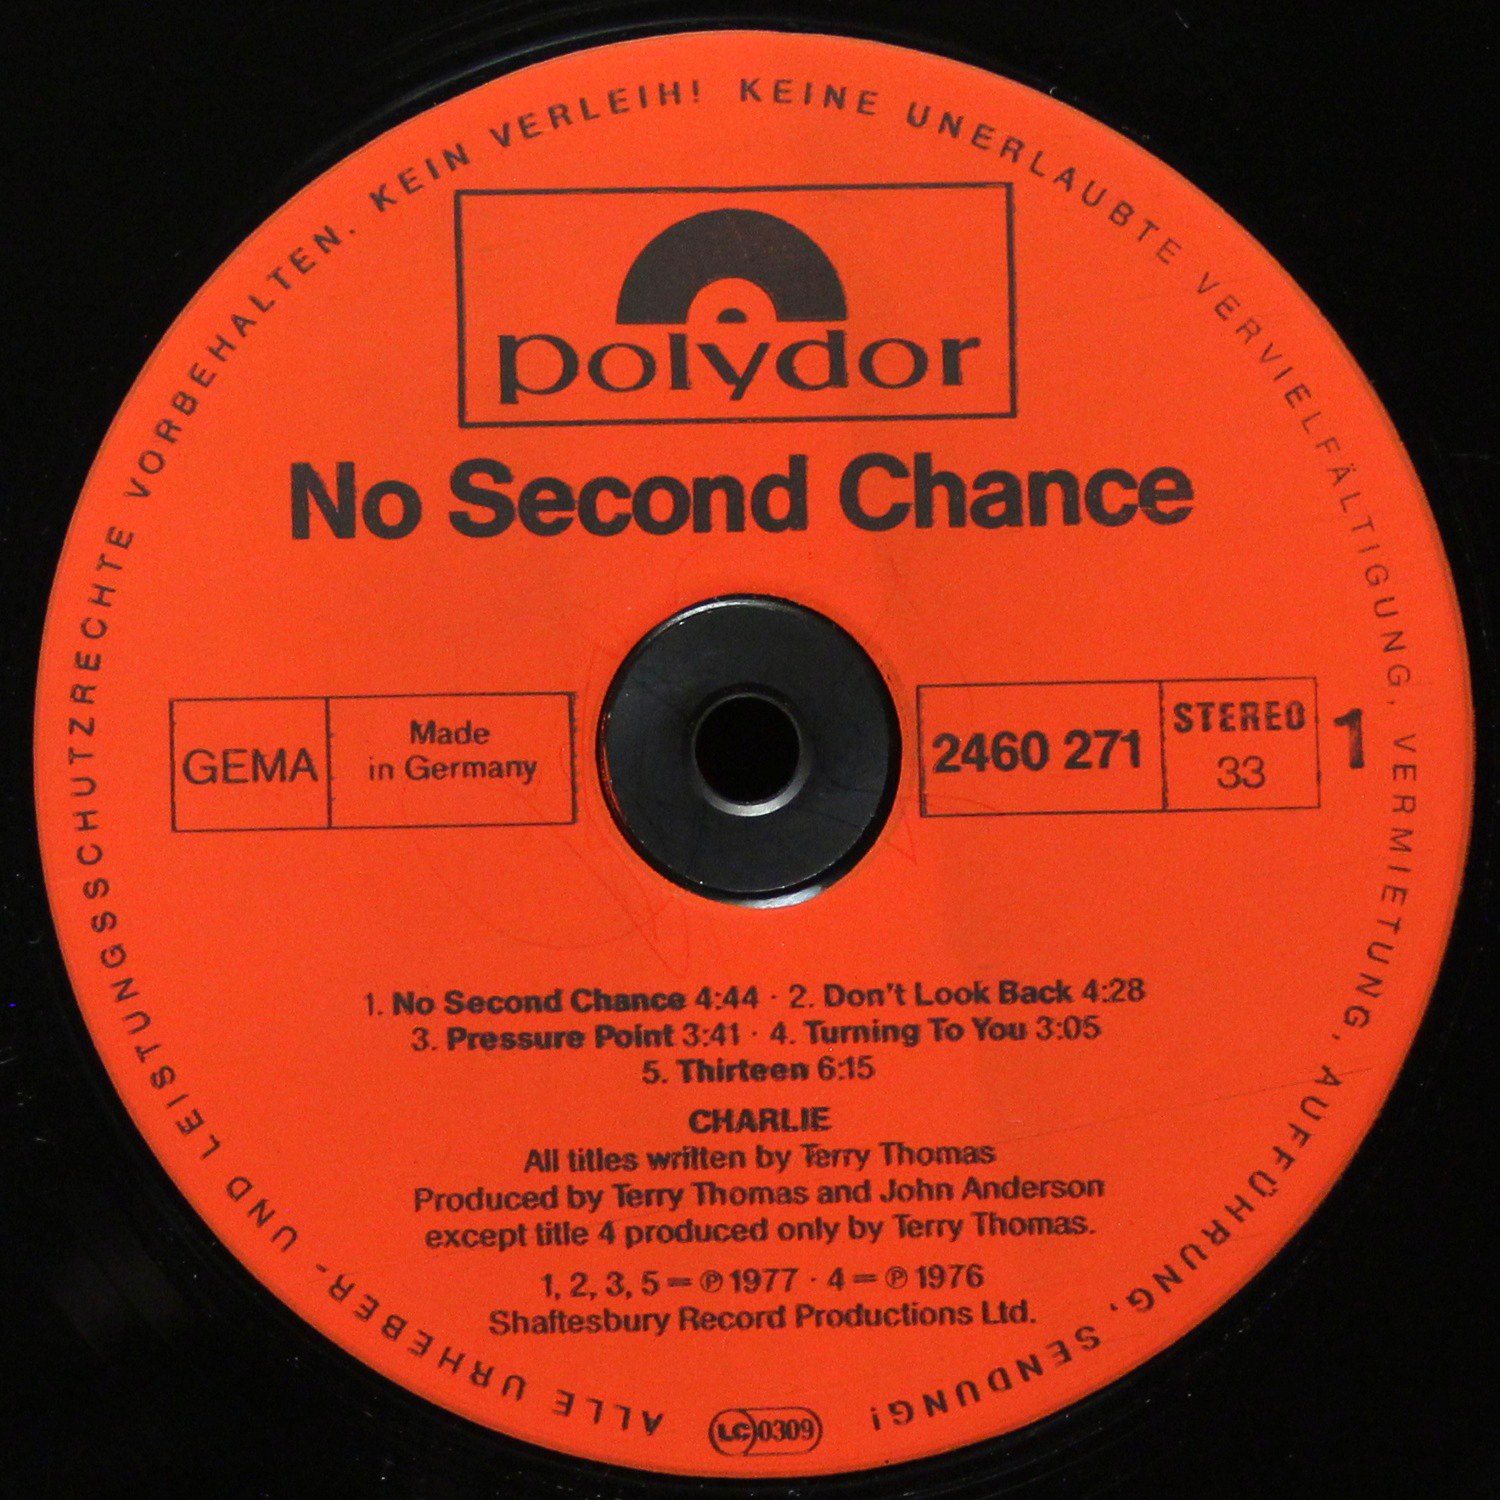 ALLE URHEBER- UND LEISTUNGSSCHUTZRECHTE VORBEHALTEN. KEIN VERLEIH! KEINE UNERLAUBTE VERVIELFÄLTIGUNG, VERMIETUNG, AUFFÜHRUNG, SENDUNG!
polydor
No Second Chance
GEMA
Made
in Germany
2460 271
STEREO
33
1
1. No Second Chance 4:44 · 2. Don't Look Back 4:28
3. Pressure Point 3:41 · 4. Turning To You 3:05
5. Thirteen 6:15
CHARLIE
All titles written by Terry Thomas
Produced by Terry Thomas and John Anderson
except title 4 produced only by Terry Thomas.
1, 2, 3, 5 = ℗ 1977 · 4 = ℗ 1976
Shaftesbury Record Productions Ltd.
LC 0309